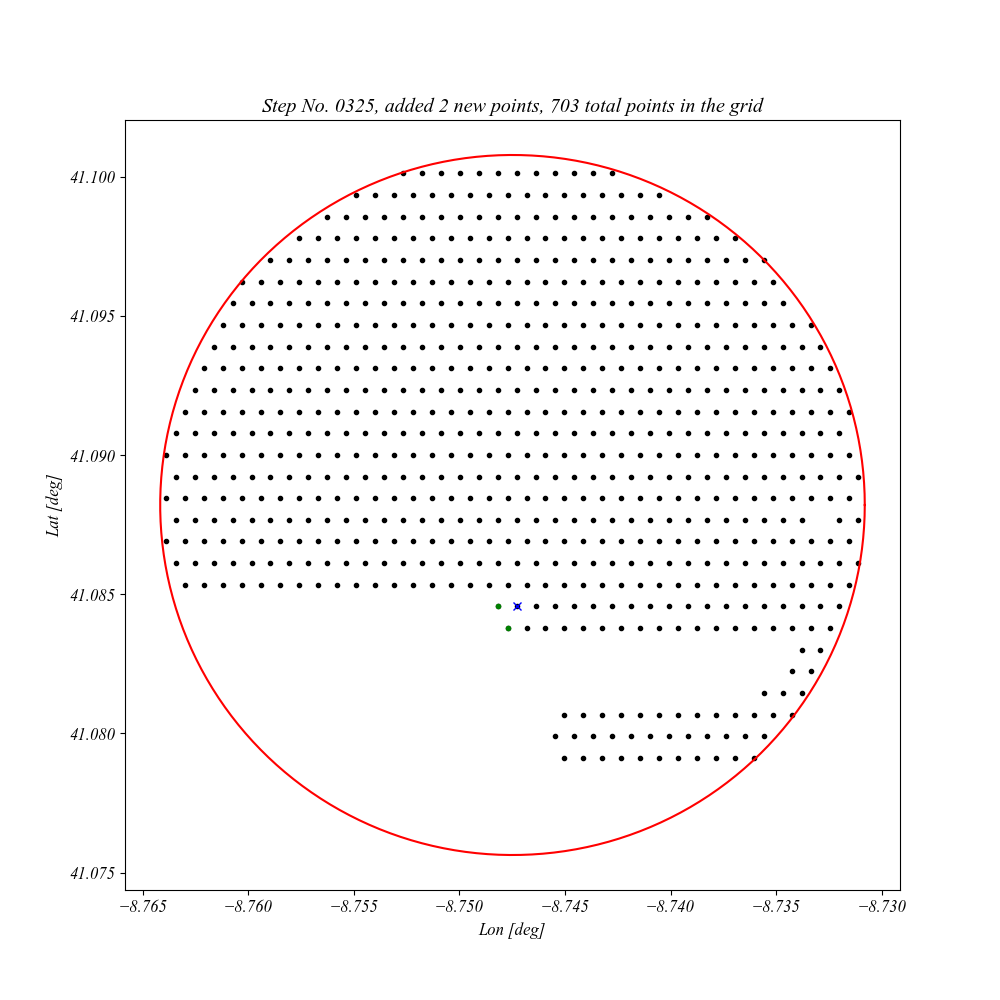 Step No. 0325, added 2 new points, 703 total points in the grid
41.100
41.095
41.090
41.085
41.080
41.075
Lat [deg]
−8.765 −8.760 −8.755 −8.750 −8.745 −8.740 −8.735 −8.730
Lon [deg]